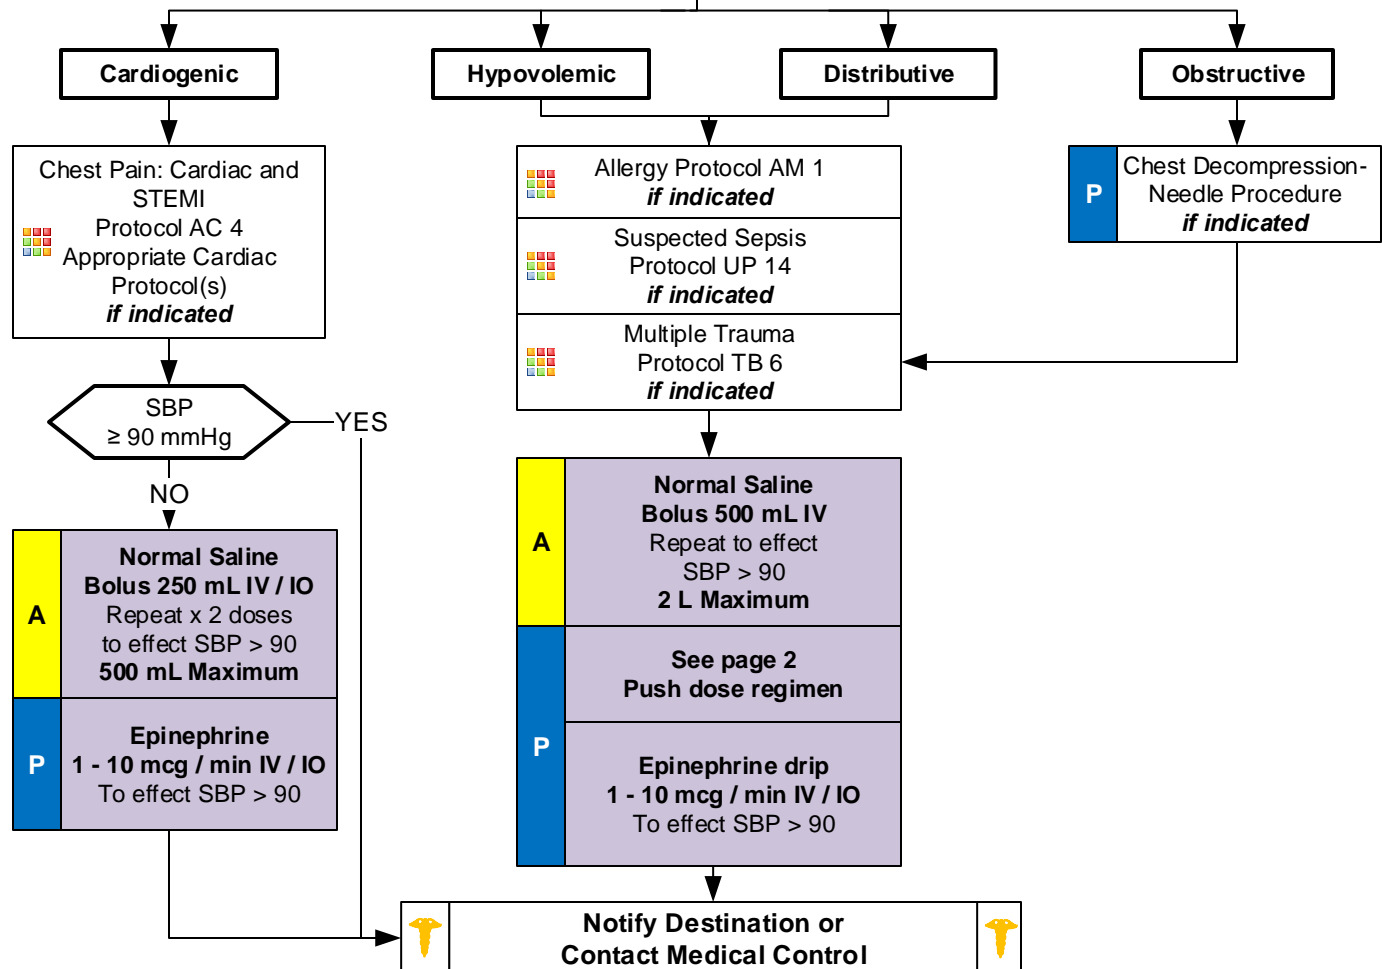 Cardiogenic
Hypovolemic
Distributive
Obstructive
Chest Pain: Cardiac and
STEMI
Protocol AC 4
Appropriate Cardiac
Protocol(s)
if indicated
SBP
≥ 90 mmHg
YES
NO
A
Normal Saline
Bolus 250 mL IV / IO
Repeat x 2 doses
to effect SBP > 90
500 mL Maximum
P
Epinephrine
1 - 10 mcg / min IV / IO
To effect SBP > 90
Allergy Protocol AM 1
if indicated
Suspected Sepsis
Protocol UP 14
if indicated
Multiple Trauma
Protocol TB 6
if indicated
P
Chest Decompression-
Needle Procedure
if indicated
A
Normal Saline
Bolus 500 mL IV
Repeat to effect
SBP > 90
2 L Maximum
P
See page 2
Push dose regimen
Epinephrine drip
1 - 10 mcg / min IV / IO
To effect SBP > 90
Notify Destination or
Contact Medical Control